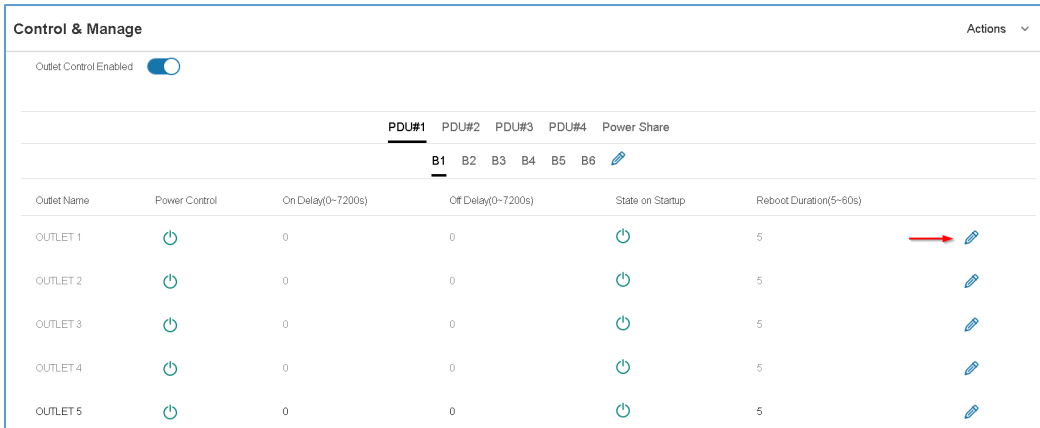 Control & Manage Actions
Outlet Control Enabled
PDU#1 PDU#2 PDU#3 PDU#4 Power Share
B1 B2 B3 B4 B5 B6
Outlet Name Power Control On Delay(0~7200s) Off Delay(0~7200s) State on Startup Reboot Duration(5~60s)
OUTLET 1 0 0 5
OUTLET 2 0 0 5
OUTLET 3 0 0 5
OUTLET 4 0 0 5
OUTLET 5 0 0 5